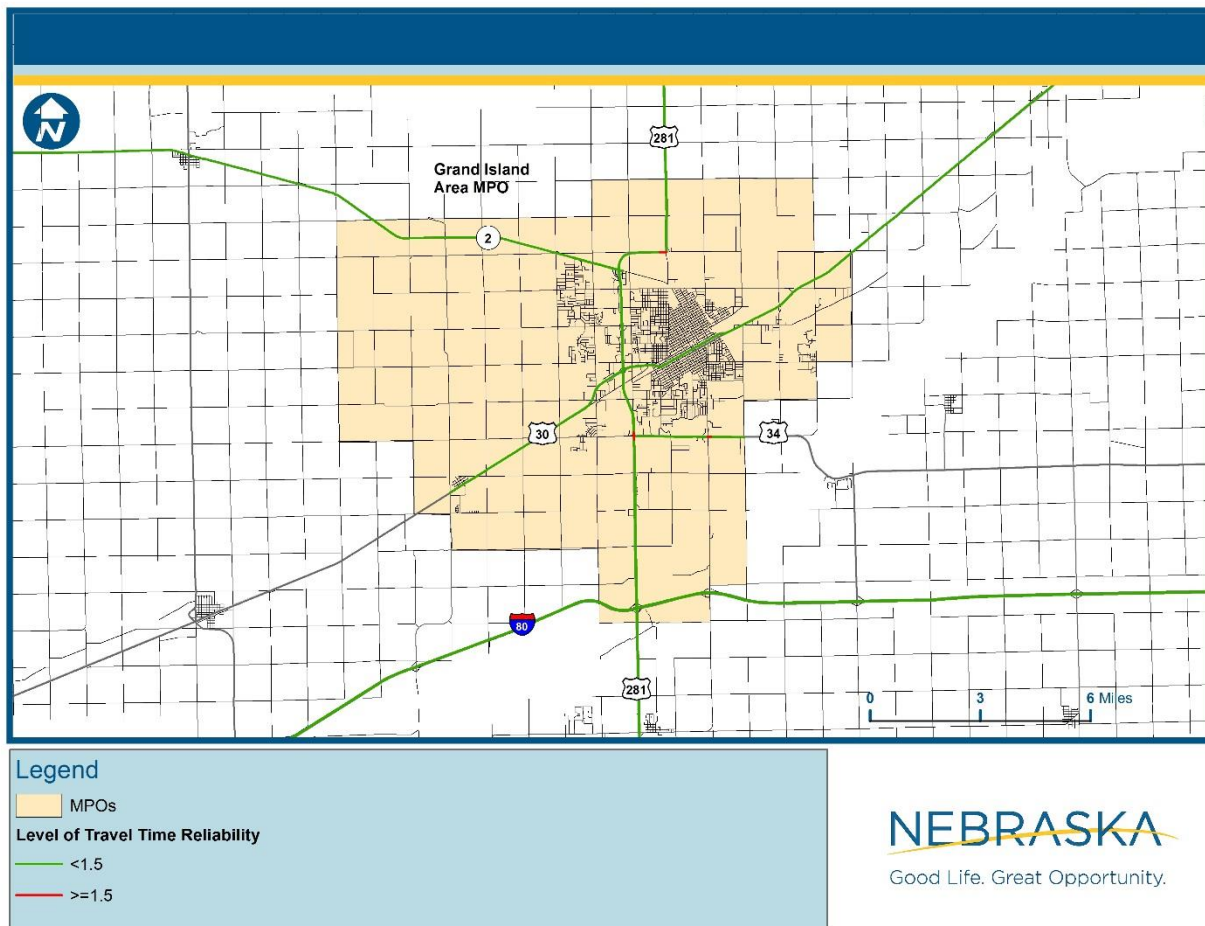 N
281
Grand Island
Area MPO
2
30
34
80
281
0 3 6 Miles
Legend
MPOs
Level of Travel Time Reliability
<1.5
>=1.5
NEBRASKA
Good Life. Great Opportunity.